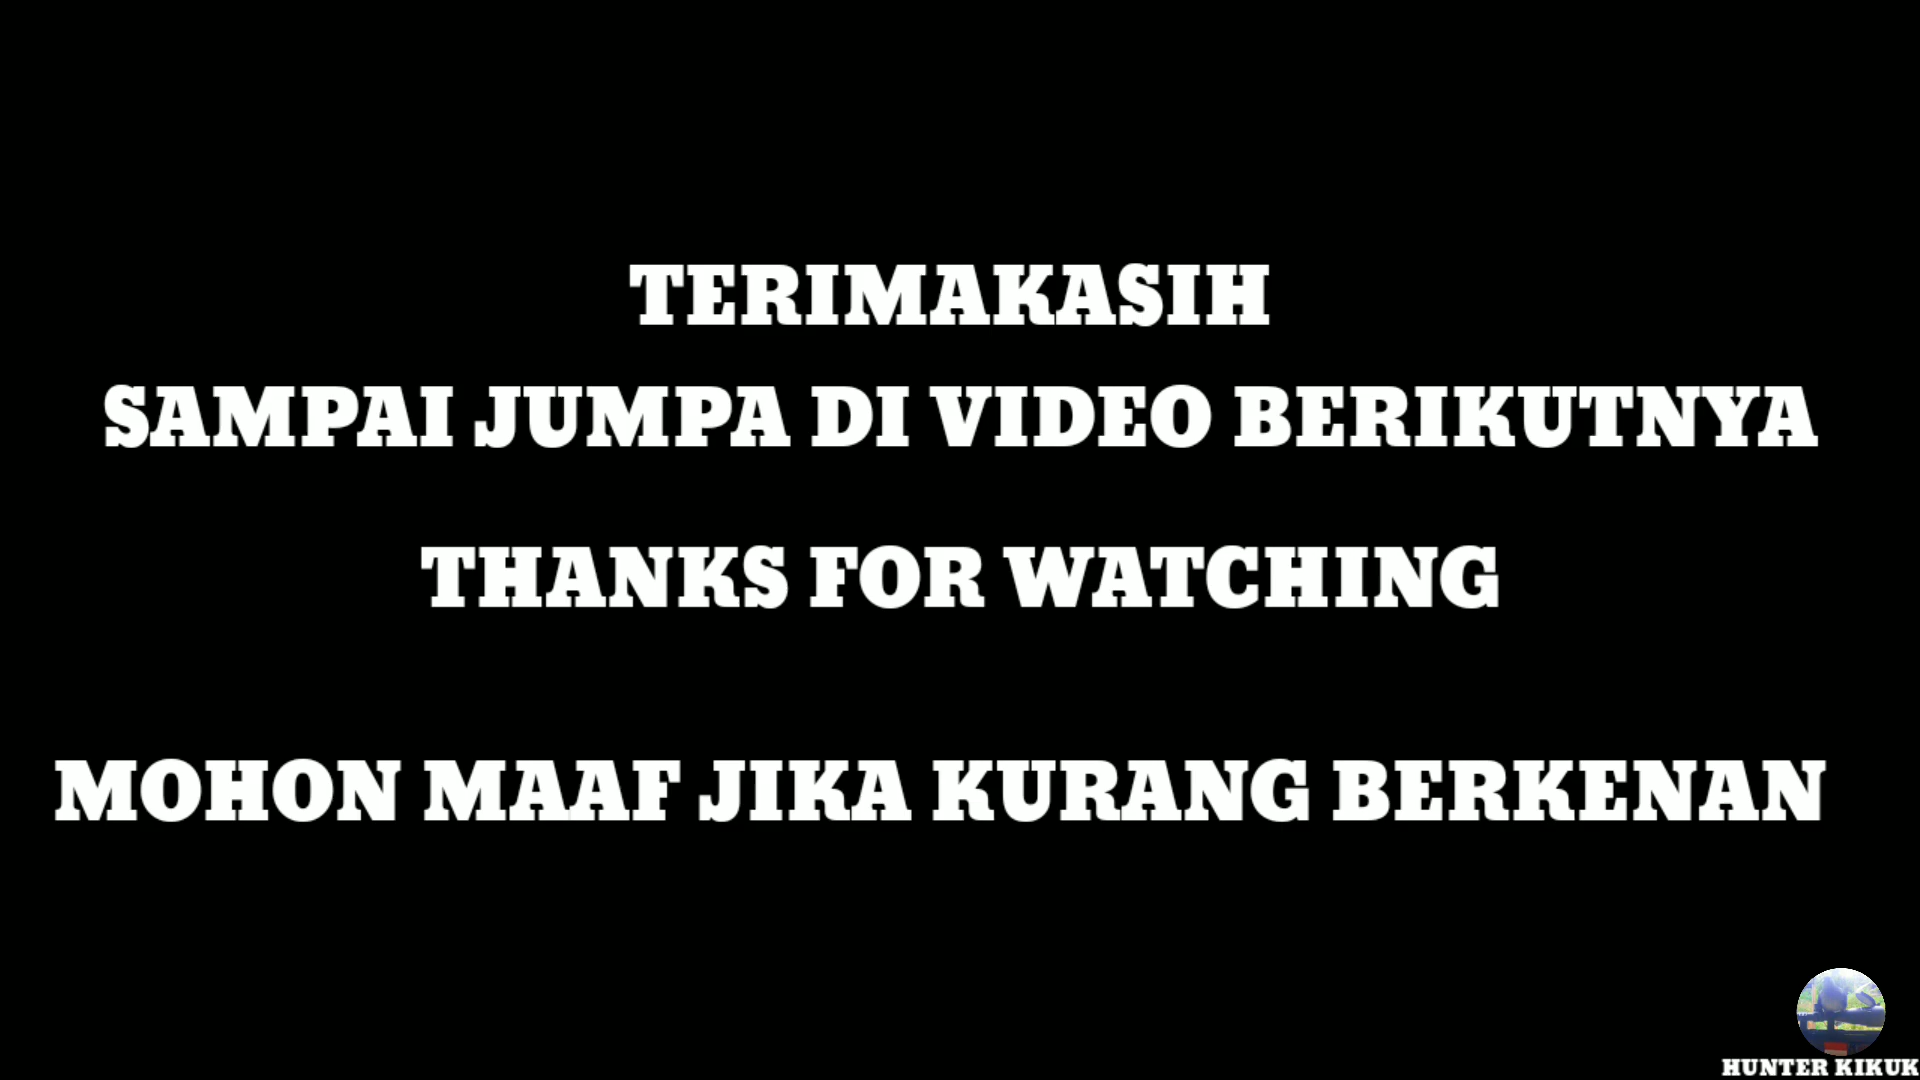 TERIMAKASIH
SAMPAI JUMPA DI VIDEO BERIKUTNYA
THANKS FOR WATCHING
MOHON MAAF JIKA KURANG BERKENAN
HUNTER KIKUK